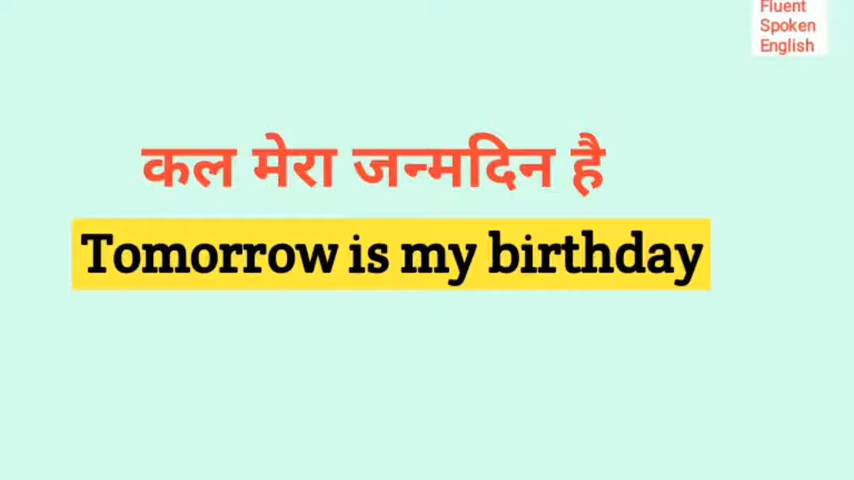 Fluent
Spoken
English
कल मेरा जन्मदिन है
Tomorrow is my birthday